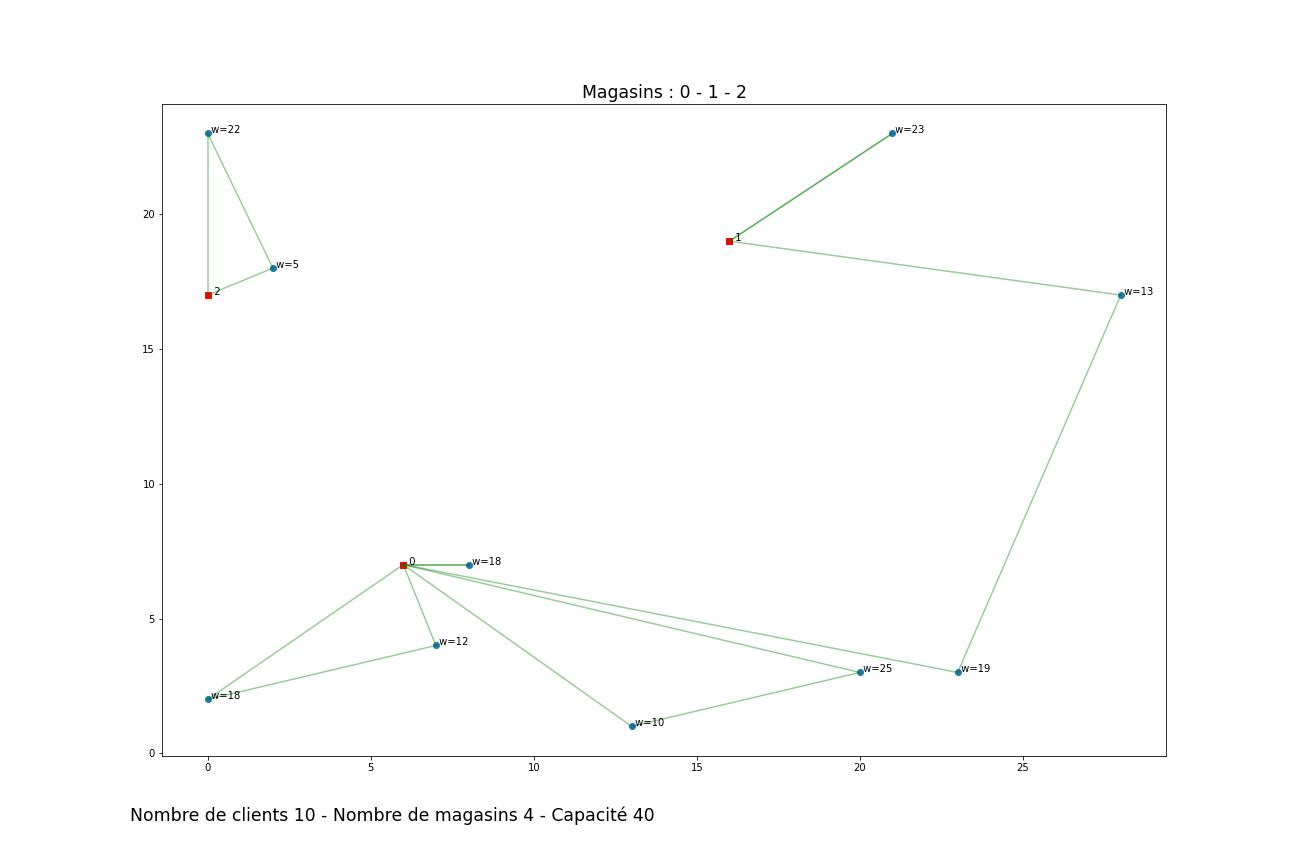 Magasins : 0 - 1 - 2
w=22
w=23
20
1
w=5
2
w=13
15
10
0
w=18
5
w=12
w=25
w=19
w=18
w=10
0
0
5
10
15
20
25
Nombre de clients 10 - Nombre de magasins 4 - Capacité 40